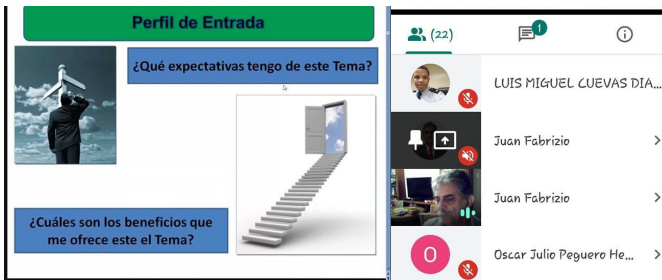 Perfil de Entrada
¿Qué expectativas tengo de este Tema?
¿Cuáles son los beneficios que
me ofrece este el Tema?
(22)
1
LUIS MIGUEL CUEVAS DIA...
Juan Fabrizio
Juan Fabrizio
O
Oscar Julio Peguero He...